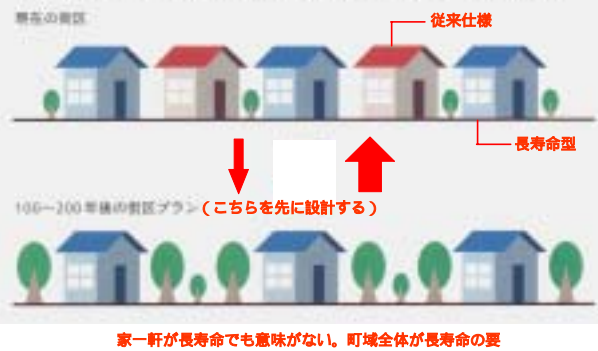 現在の街区
従来仕様
長寿命型
100〜200年後の街区プラン(こちらを先に設計する)
家一軒が長寿命でも意味がない。町域全体が長寿命の要